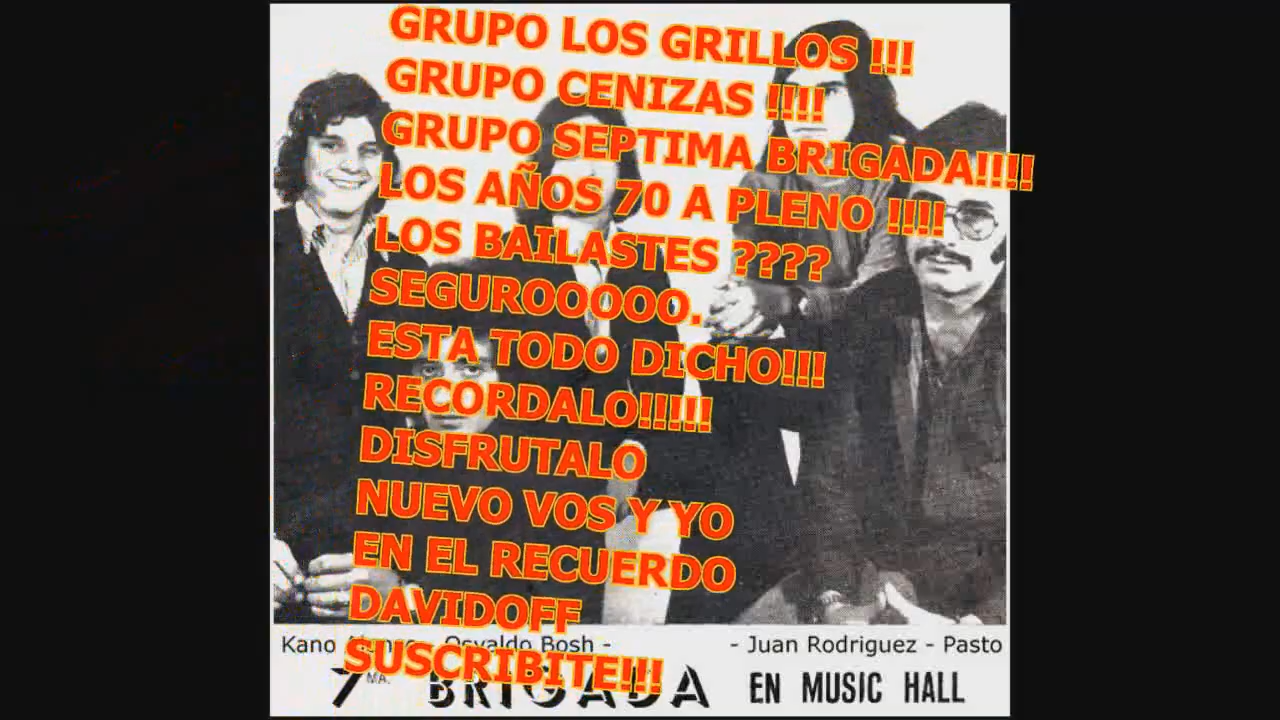 GRUPO LOS GRILLOS !!!
GRUPO CENIZAS !!!!
GRUPO SEPTIMA BRIGADA!!!!
LOS AÑOS 70 A PLENO !!!!
LOS BAILASTES ????
SEGUROOOOO.
ESTA TODO DICHO!!!
RECORDALO!!!!!
DISFRUTALO
NUEVO VOS Y YO
EN EL RECUERDO
DAVIDOFF
SUSCRIBITE!!!
Kano - Osvaldo Bosh - - Juan Rodriguez - Pasto
7MA. BRIGADA EN MUSIC HALL